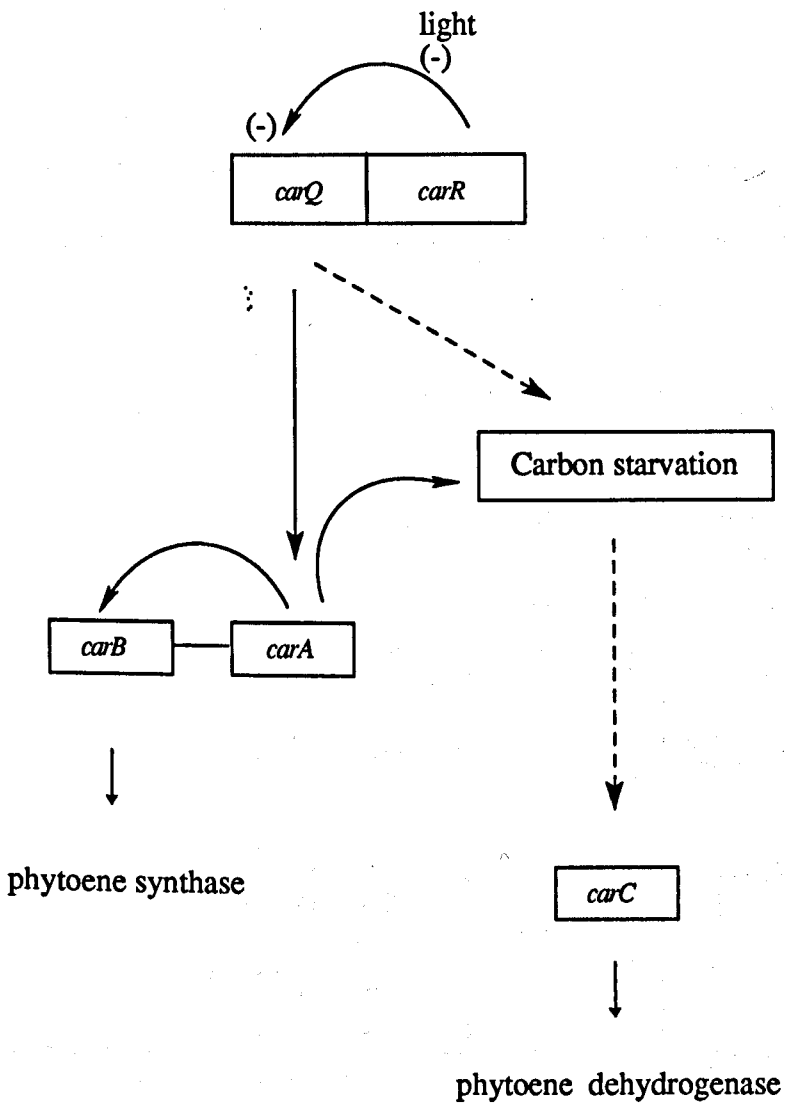 light
(-)
(-)
carQ carR
Carbon starvation
carB carA
phytoene synthase
carC
phytoene dehydrogenase